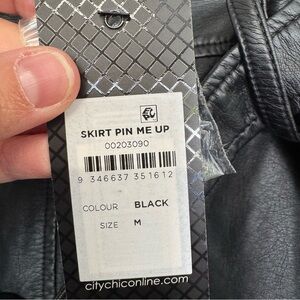 SKIRT PIN ME UP
00203090
9 346637 351612
COLOUR BLACK
SIZE M
citychiconline.com